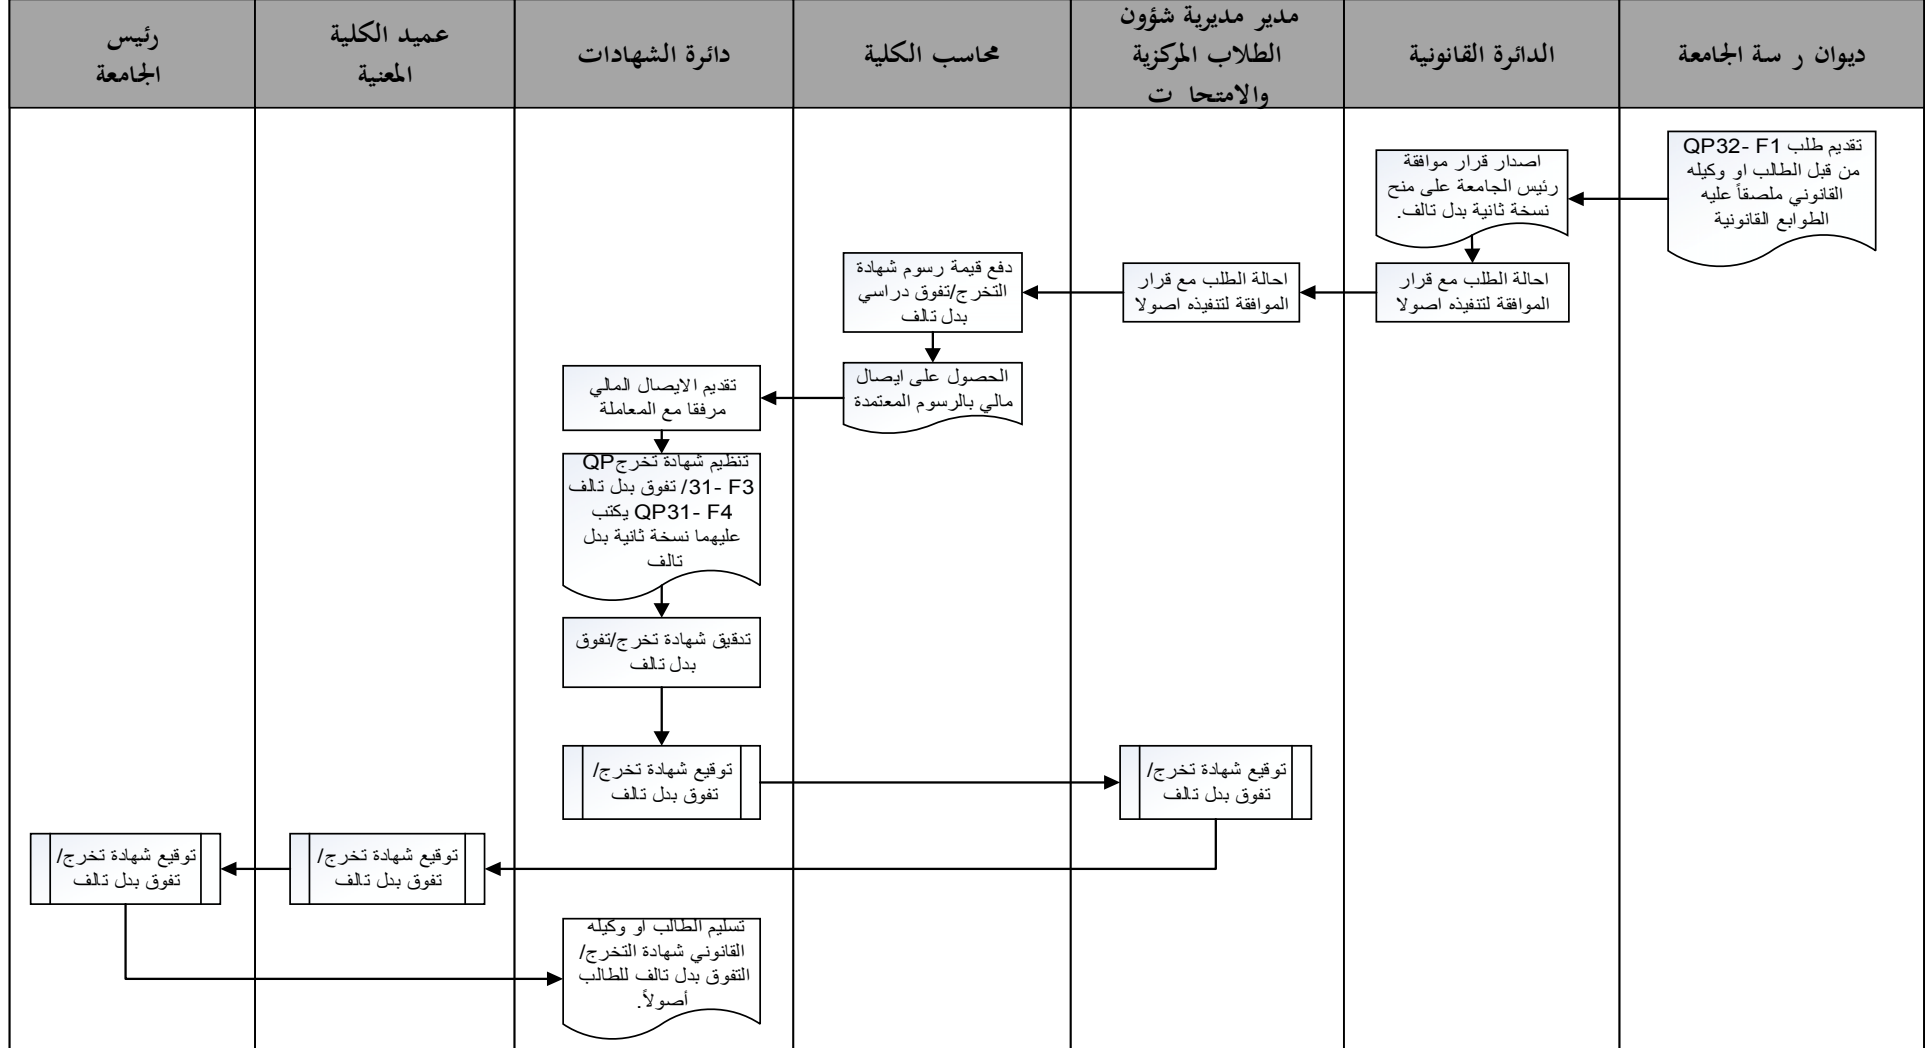 ديوان ر سة الجامعة
الدائرة القانونية
مدير مديرية شؤون
الطلاب المركزية
والامتحا ت
محاسب الكلية
دائرة الشهادات
عميد الكلية
المعنية
رئيس
الجامعة
تقديم طلب QP32- F1
من قبل الطالب او وكيله
القانوني ملصقاً عليه
الطوابع القانونية
اصدار قرار موافقة
رئيس الجامعة على منح
نسخة ثانية بدل تالف.
احالة الطلب مع قرار
الموافقة لتنفيذه اصولا
احالة الطلب مع قرار
الموافقة لتنفيذه اصولا
دفع قيمة رسوم شهادة
التخرج/تفوق دراسي
بدل تالف
الحصول على ايصال
مالي بالرسوم المعتمدة
تقديم الايصال المالي
مرفقا مع المعاملة
تنظيم شهادة تخرجQP
31- F3/ تفوق بدل تالف
QP31- F4 يكتب
عليهما نسخة ثانية بدل
تالف
تدقيق شهادة تخرج/تفوق
بدل تالف
توقيع شهادة تخرج/
تفوق بدل تالف
توقيع شهادة تخرج/
تفوق بدل تالف
توقيع شهادة تخرج/
تفوق بدل تالف
توقيع شهادة تخرج/
تفوق بدل تالف
تسليم الطالب او وكيله
القانوني شهادة التخرج/
التفوق بدل تالف للطالب
أصولاً.